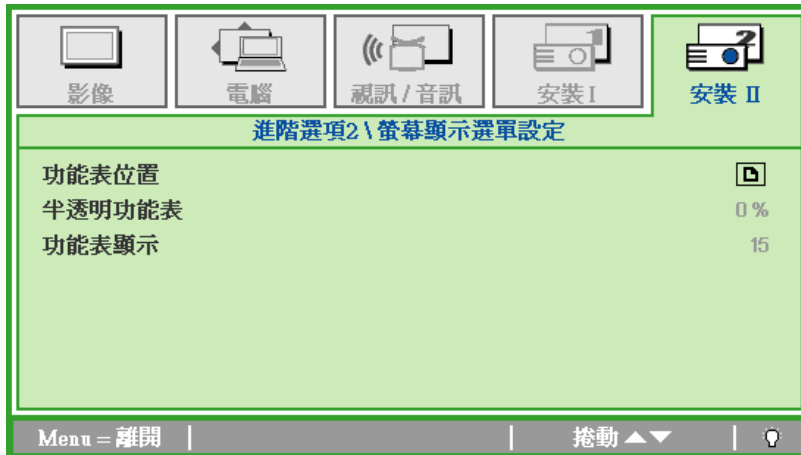 影像 電腦 視訊 / 音訊 安裝 I 安裝 II
進階選項2 \ 螢幕顯示選單設定
功能表位置
半透明功能表 0 %
功能表顯示 15
Menu = 離開 捲動 ▲▼